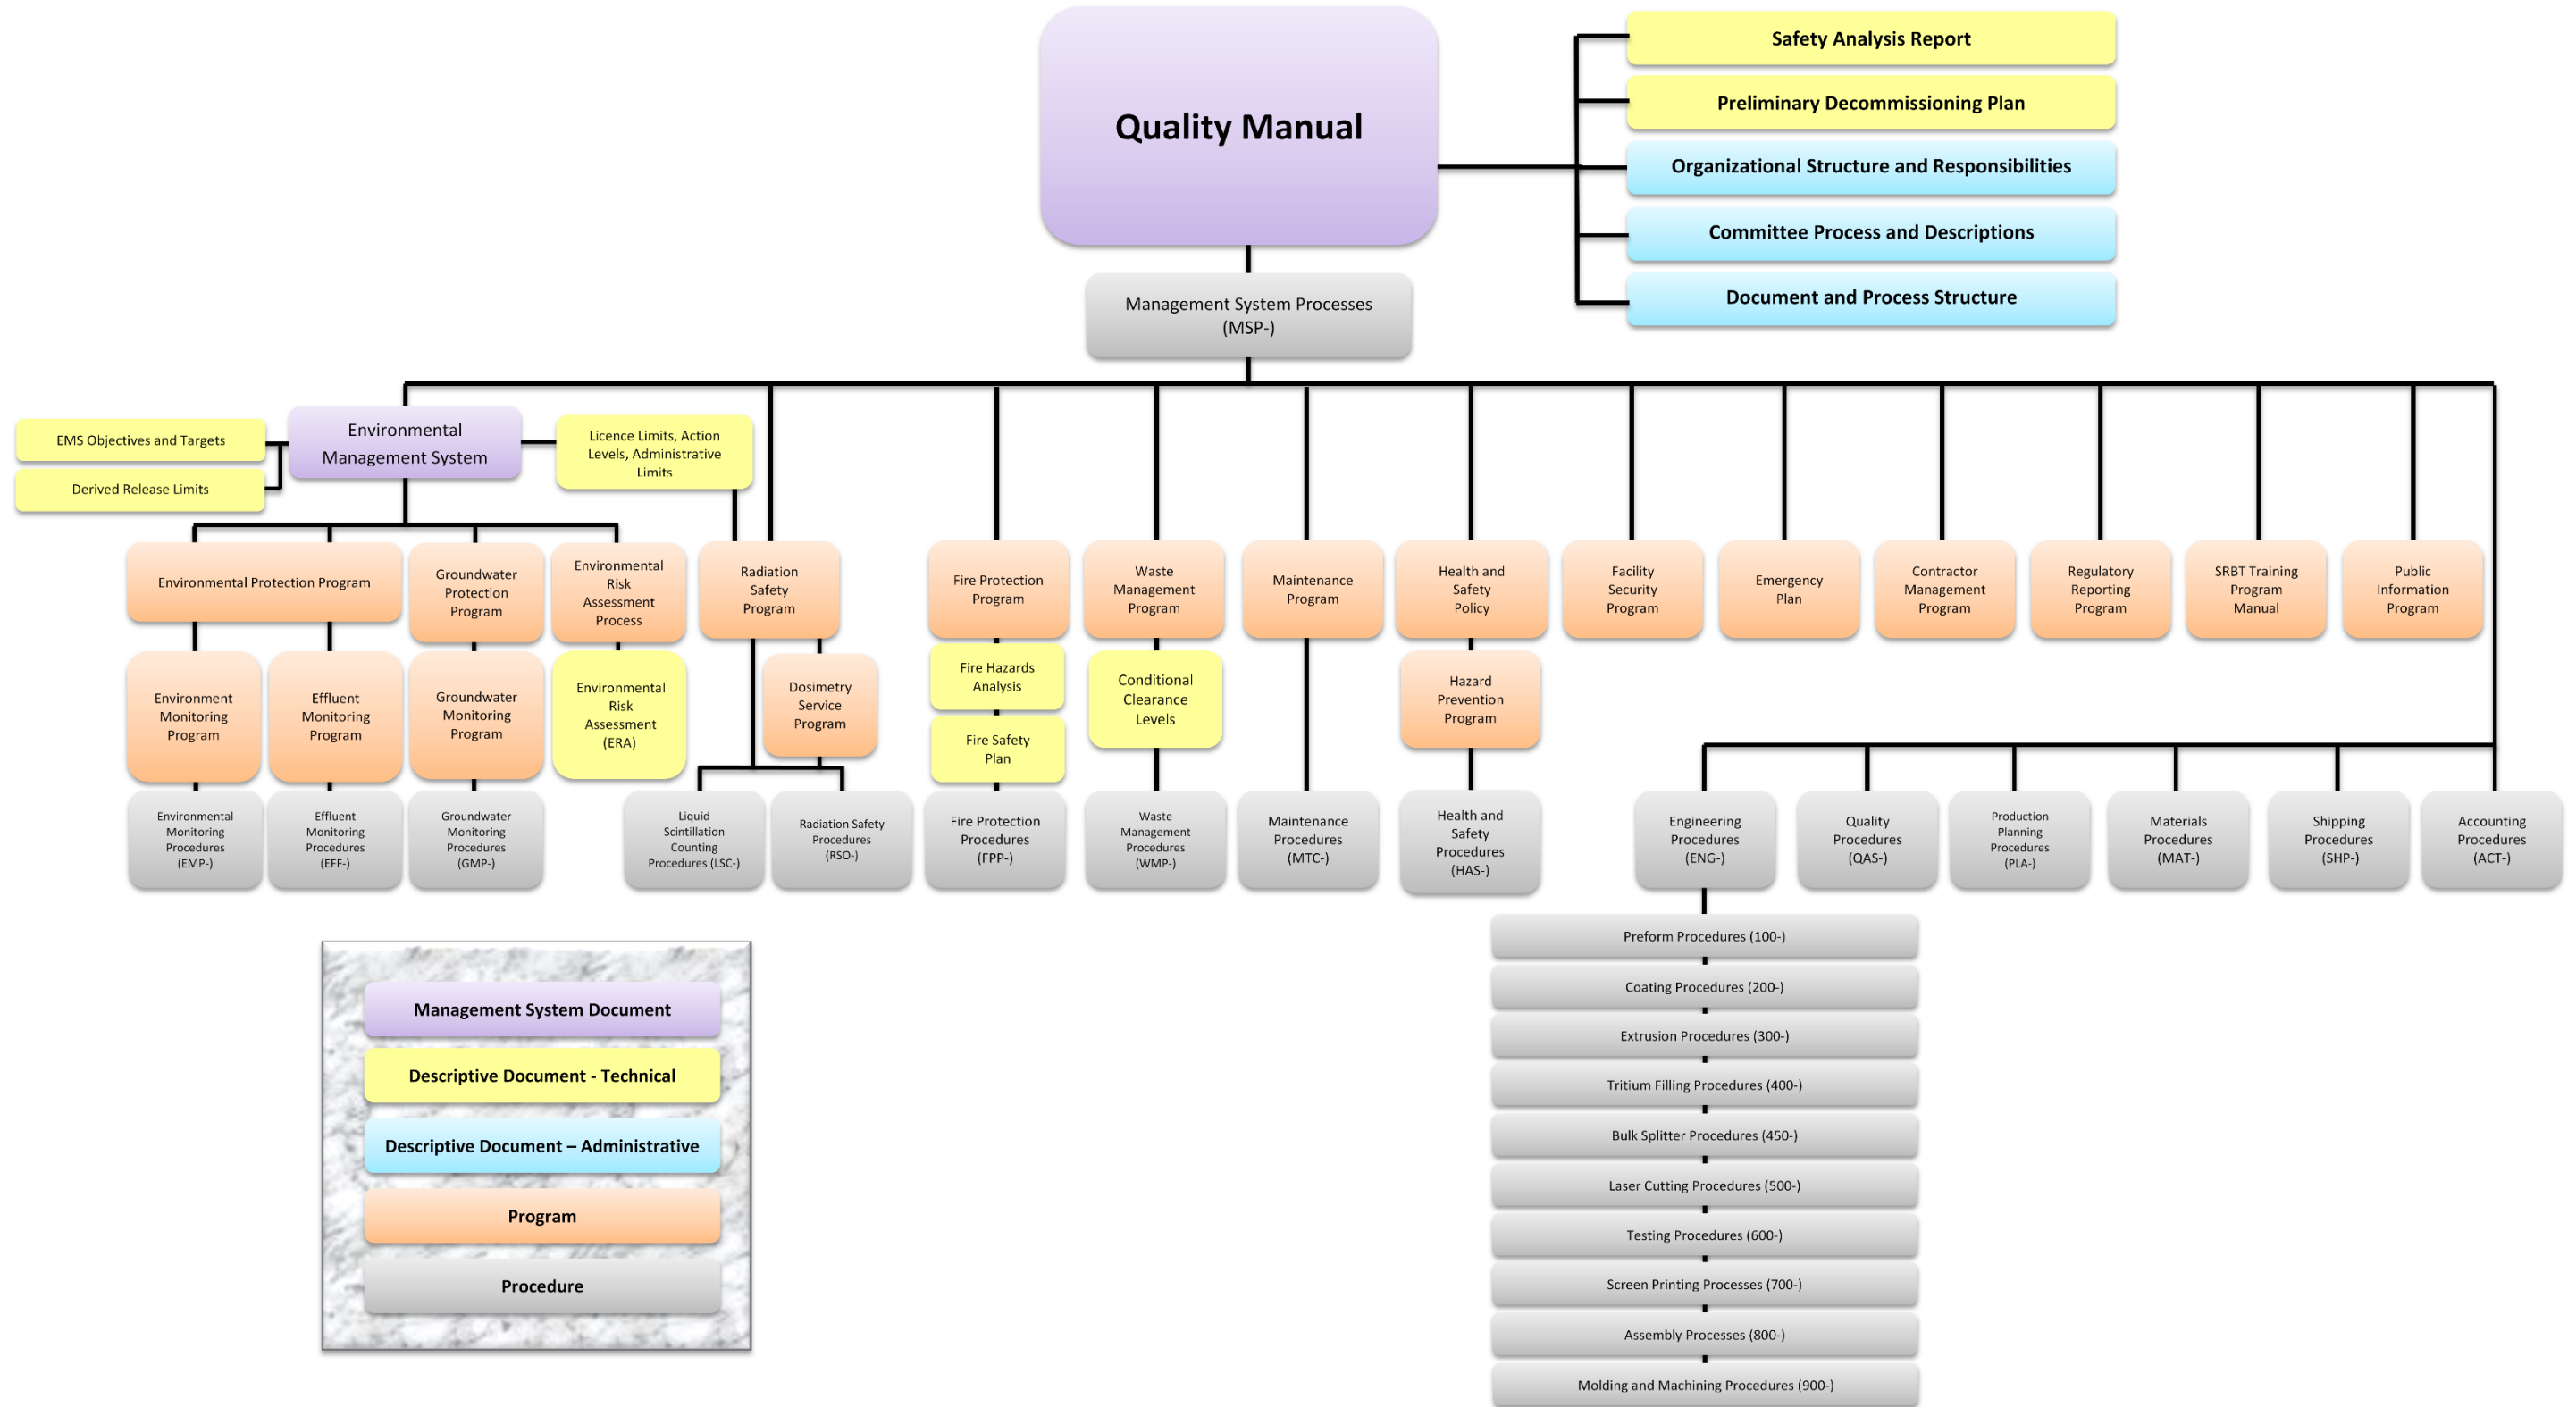 Quality Manual
Safety Analysis Report
Preliminary Decommissioning Plan
Organizational Structure and Responsibilities
Committee Process and Descriptions
Document and Process Structure
Management System Processes
(MSP-)
EMS Objectives and Targets
Derived Release Limits
Environmental
Management System
Licence Limits, Action
Levels, Administrative
Limits
Environmental Protection Program
Groundwater
Protection
Program
Environmental
Risk
Assessment
Process
Radiation
Safety
Program
Fire Protection
Program
Waste
Management
Program
Maintenance
Program
Health and
Safety
Policy
Facility
Security
Program
Emergency
Plan
Contractor
Management
Program
Regulatory
Reporting
Program
SRBT Training
Program
Manual
Public
Information
Program
Environment
Monitoring
Program
Effluent
Monitoring
Program
Groundwater
Monitoring
Program
Environmental
Risk
Assessment
(ERA)
Dosimetry
Service
Program
Fire Hazards
Analysis
Fire Safety
Plan
Conditional
Clearance
Levels
Hazard
Prevention
Program
Environmental
Monitoring
Procedures
(EMP-)
Effluent
Monitoring
Procedures
(EFF-)
Groundwater
Monitoring
Procedures
(GMP-)
Liquid
Scintillation
Counting
Procedures (LSC-)
Radiation Safety
Procedures
(RSO-)
Fire Protection
Procedures
(FPP-)
Waste
Management
Procedures
(WMP-)
Maintenance
Procedures
(MTC-)
Health and
Safety
Procedures
(HAS-)
Engineering
Procedures
(ENG-)
Quality
Procedures
(QAS-)
Production
Planning
Procedures
(PLA-)
Materials
Procedures
(MAT-)
Shipping
Procedures
(SHP-)
Accounting
Procedures
(ACT-)
Preform Procedures (100-)
Coating Procedures (200-)
Extrusion Procedures (300-)
Tritium Filling Procedures (400-)
Bulk Splitter Procedures (450-)
Laser Cutting Procedures (500-)
Testing Procedures (600-)
Screen Printing Processes (700-)
Assembly Processes (800-)
Molding and Machining Procedures (900-)
Management System Document
Descriptive Document - Technical
Descriptive Document – Administrative
Program
Procedure